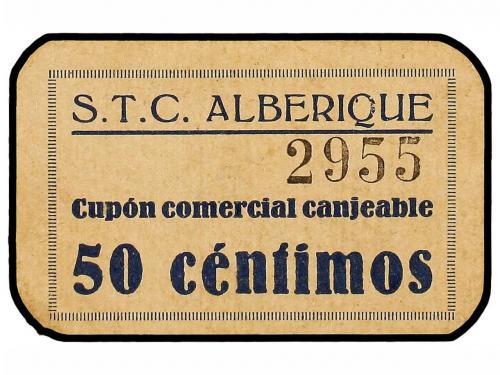 S.T.C. ALBERIQUE
2955
Cupón comercial canjeable
50 céntimos